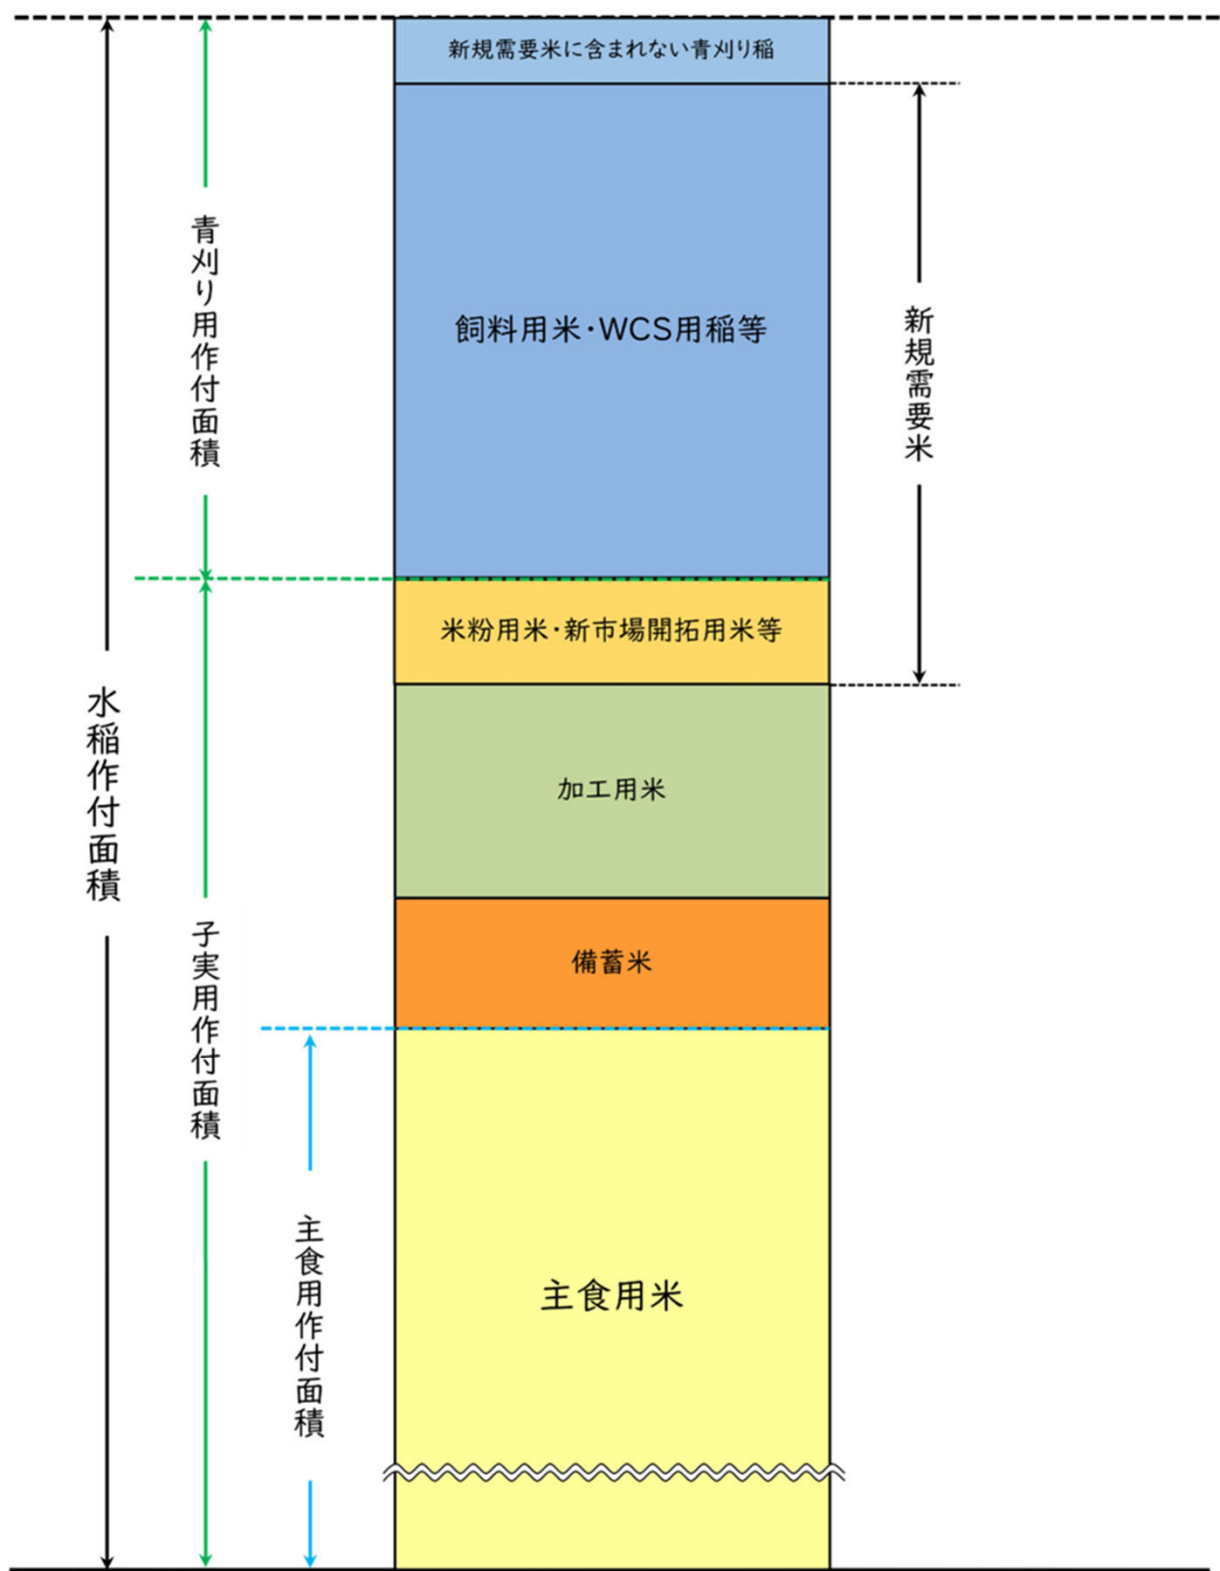 新規需要米に含まれない青刈り稲
青刈り用作付面積
飼料用米・WCS用稲等
新規需要米
米粉用米・新市場開拓用米等
水稲作付面積
加工用米
子実用作付面積
備蓄米
主食用作付面積
主食用米